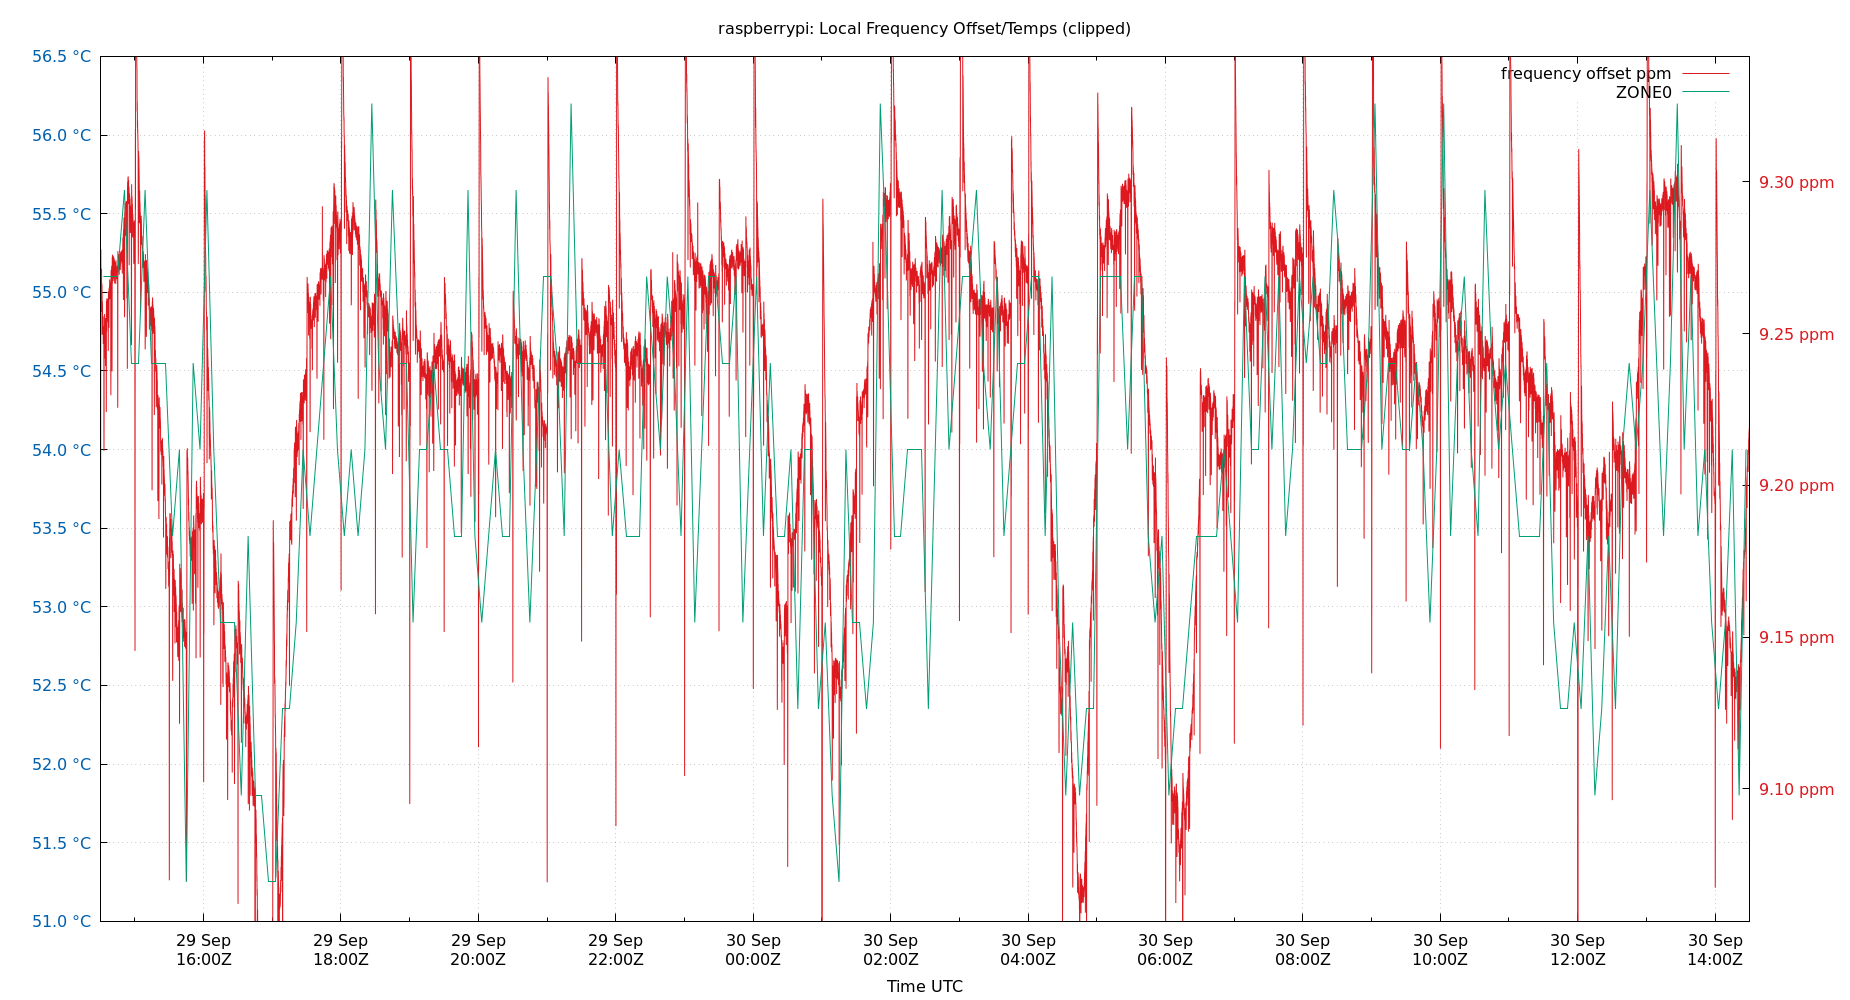 raspberrypi: Local Frequency Offset/Temps (clipped)
56.5 °C
56.0 °C
55.5 °C
55.0 °C
54.5 °C
54.0 °C
53.5 °C
53.0 °C
52.5 °C
52.0 °C
51.5 °C
51.0 °C
frequency offset ppm
ZONE0
9.30 ppm
9.25 ppm
9.20 ppm
9.15 ppm
9.10 ppm
29 Sep 29 Sep 29 Sep 29 Sep 30 Sep 30 Sep 30 Sep 30 Sep 30 Sep 30 Sep 30 Sep 30 Sep
16:00Z 18:00Z 20:00Z 22:00Z 00:00Z 02:00Z 04:00Z 06:00Z 08:00Z 10:00Z 12:00Z 14:00Z
Time UTC